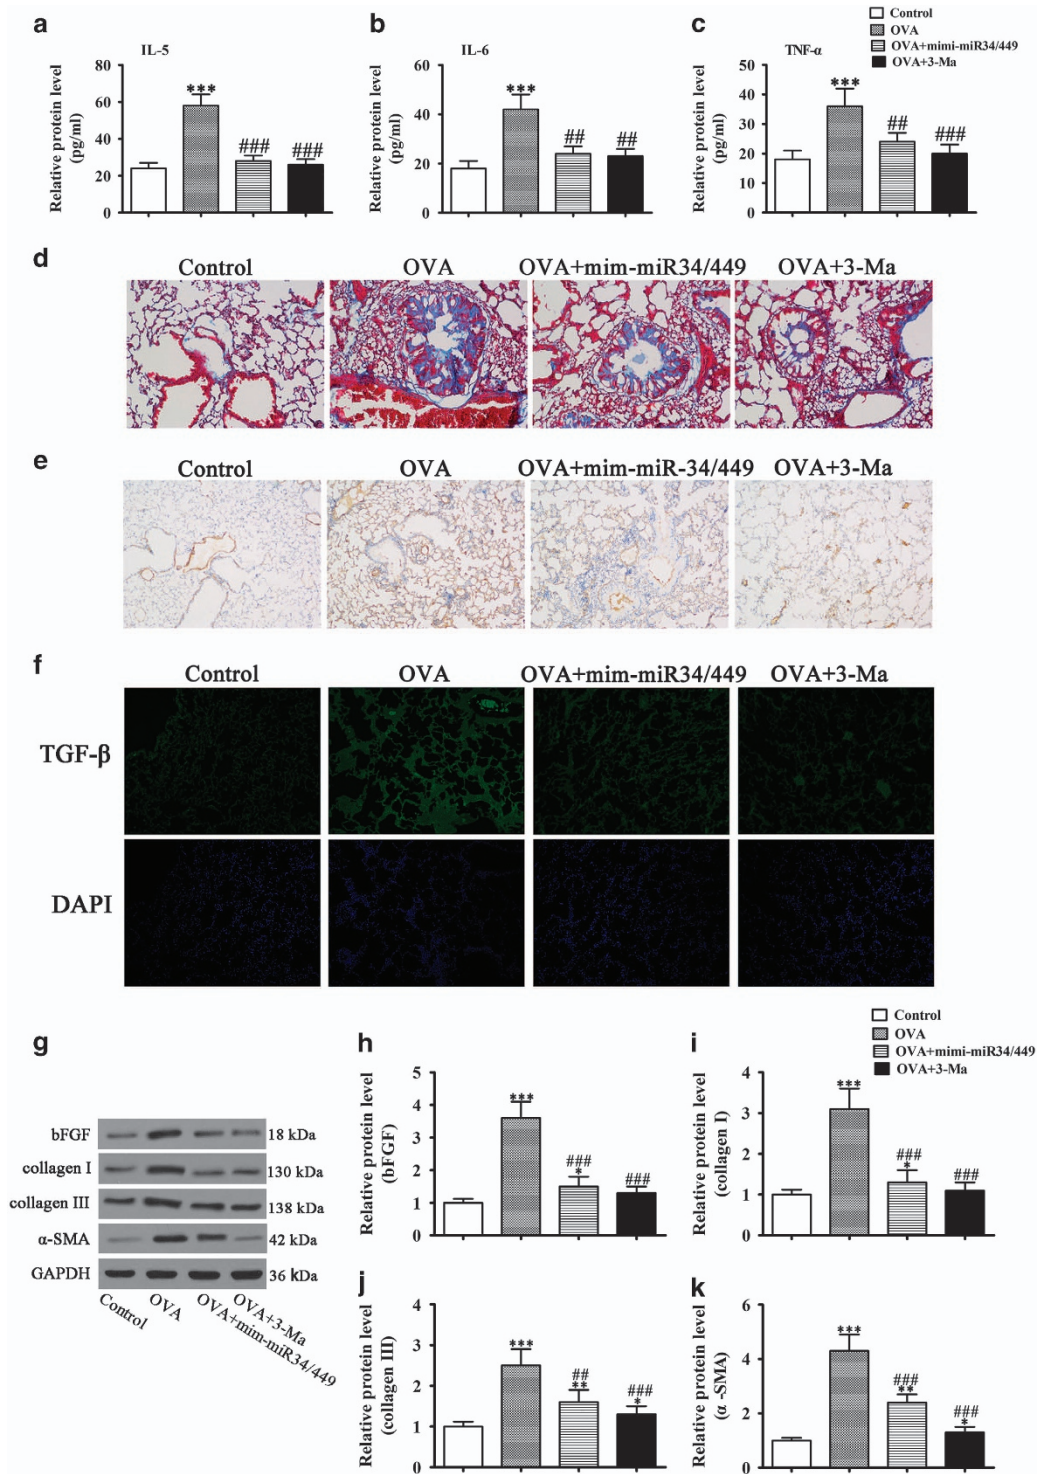 a
b
c
Control
OVA
OVA+mimi-miR34/449
OVA+3-Ma
IL-5
Relative protein level
(pg/ml)
80
60
40
20
0
***
###
###
IL-6
Relative protein level
(pg/ml)
60
40
20
0
***
##
##
TNF-α
Relative protein level
(pg/ml)
50
40
30
20
10
0
***
##
###
d
Control
OVA
OVA+mim-miR34/449
OVA+3-Ma
e
Control
OVA
OVA+mim-miR-34/449
OVA+3-Ma
f
Control
OVA
OVA+mim-miR34/449
OVA+3-Ma
TGF-β
DAPI
g
bFGF
18 kDa
collagen I
130 kDa
collagen III
138 kDa
α-SMA
42 kDa
GAPDH
36 kDa
Control
OVA
OVA+mim-miR34/449
OVA+3-Ma
Control
OVA
OVA+mimi-miR34/449
OVA+3-Ma
h
Relative protein level
(bFGF)
5
4
3
2
1
0
***
###
*
###
i
Relative protein level
(collagen I)
4
3
2
1
0
***
###
*
###
j
Relative protein level
(collagen III)
4
3
2
1
0
***
##
**
###
*
k
Relative protein level
(α -SMA)
6
4
2
0
***
###
**
###
*